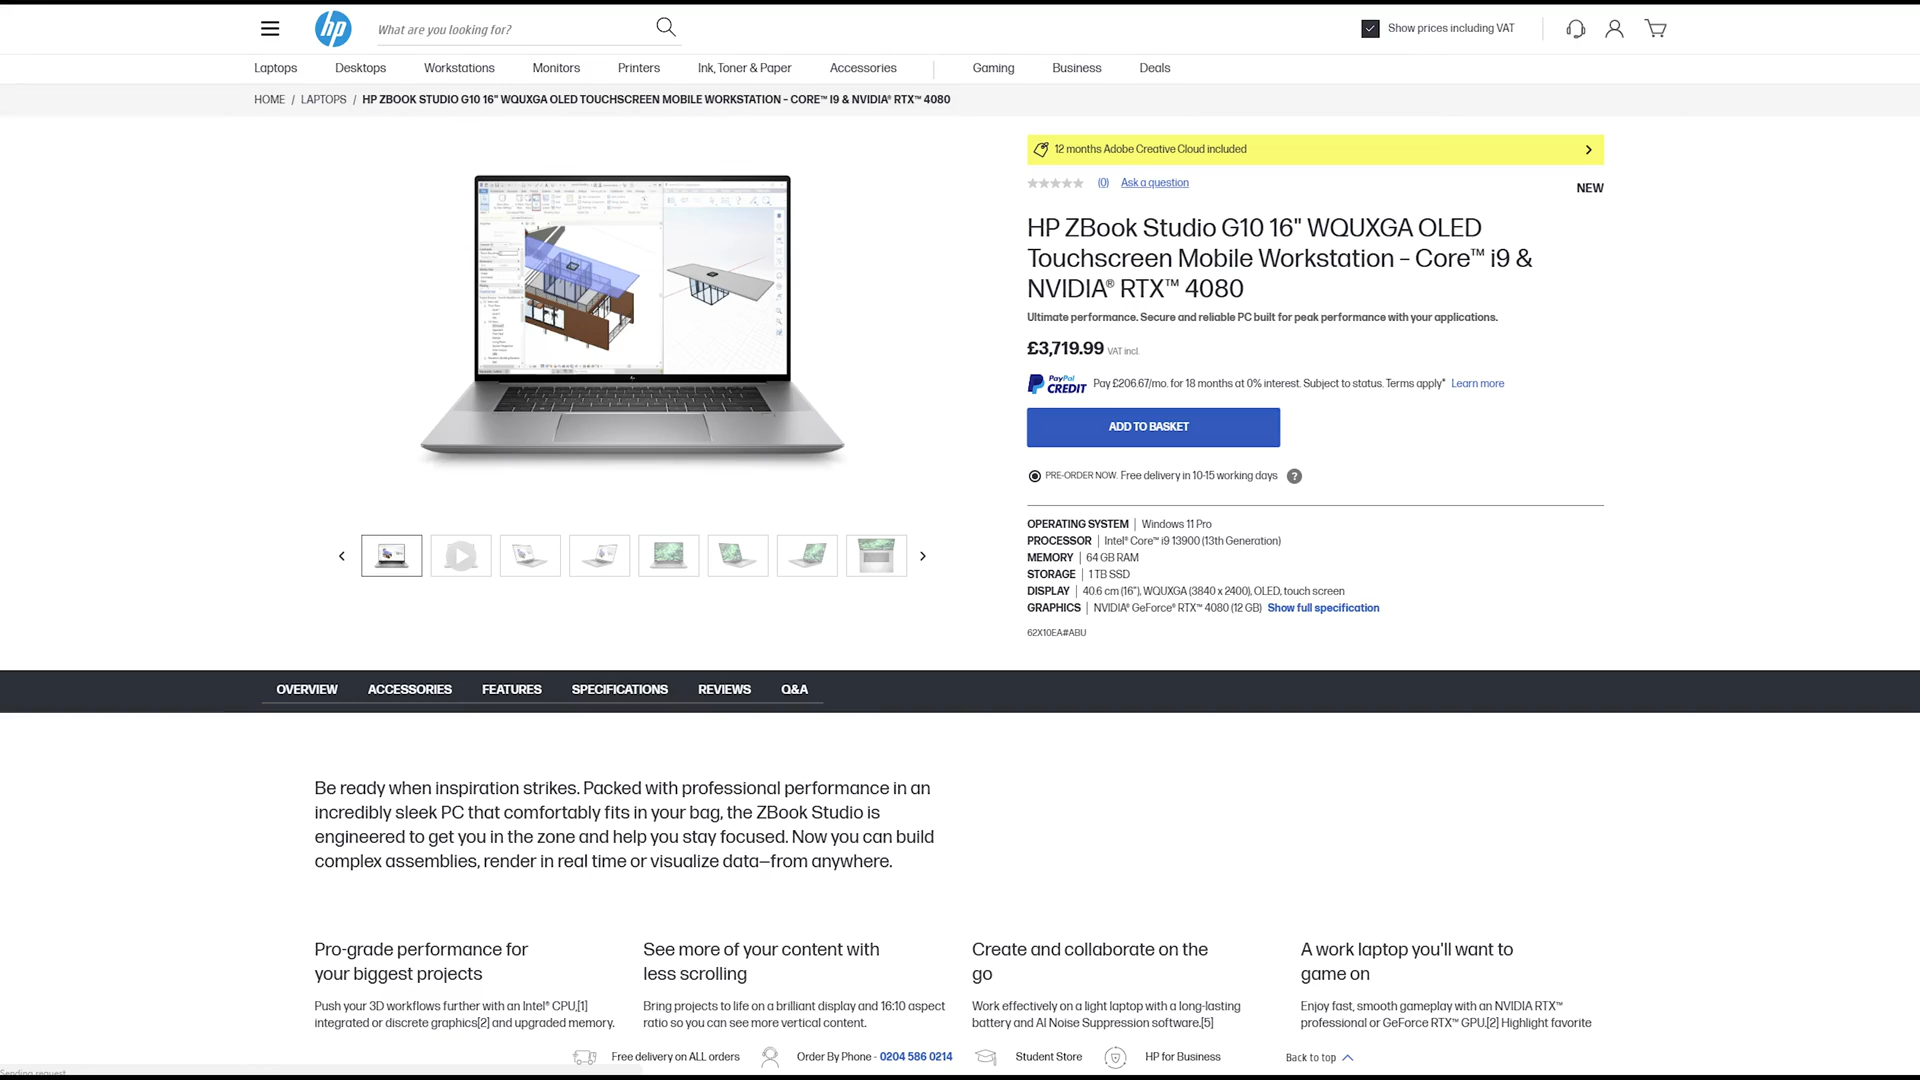 hp
What are you looking for?
Show prices including VAT
Laptops Desktops Workstations Monitors Printers Ink, Toner & Paper Accessories Gaming Business Deals
HOME / LAPTOPS / HP ZBOOK STUDIO G10 16" WQUXGA OLED TOUCHSCREEN MOBILE WORKSTATION – CORE™ I9 & NVIDIA® RTX™ 4080
12 months Adobe Creative Cloud included
(0) Ask a question
NEW
HP ZBook Studio G10 16" WQUXGA OLED
Touchscreen Mobile Workstation – Core™ i9 &
NVIDIA® RTX™ 4080
Ultimate performance. Secure and reliable PC built for peak performance with your applications.
£3,719.99 VAT incl.
PayPal CREDIT Pay £206.67/mo. for 18 months at 0% interest. Subject to status. Terms apply* Learn more
ADD TO BASKET
PRE-ORDER NOW. Free delivery in 10-15 working days ?
OPERATING SYSTEM | Windows 11 Pro
PROCESSOR | Intel® Core™ i9 13900 (13th Generation)
MEMORY | 64 GB RAM
STORAGE | 1 TB SSD
DISPLAY | 40.6 cm (16"), WQUXGA (3840 x 2400), OLED, touch screen
GRAPHICS | NVIDIA® GeForce® RTX™ 4080 (12 GB) Show full specification
62X10EA#ABU
OVERVIEW ACCESSORIES FEATURES SPECIFICATIONS REVIEWS Q&A
Be ready when inspiration strikes. Packed with professional performance in an
incredibly sleek PC that comfortably fits in your bag, the ZBook Studio is
engineered to get you in the zone and help you stay focused. Now you can build
complex assemblies, render in real time or visualize data—from anywhere.
Pro-grade performance for
your biggest projects
Push your 3D workflows further with an Intel® CPU,[1]
integrated or discrete graphics[2] and upgraded memory.
See more of your content with
less scrolling
Bring projects to life on a brilliant display and 16:10 aspect
ratio so you can see more vertical content.
Create and collaborate on the
go
Work effectively on a light laptop with a long-lasting
battery and AI Noise Suppression software.[5]
A work laptop you'll want to
game on
Enjoy fast, smooth gameplay with an NVIDIA RTX™
professional or GeForce RTX™ GPU.[2] Highlight favorite
Free delivery on ALL orders Order By Phone - 0204 586 0214 Student Store HP for Business Back to top
Sending request